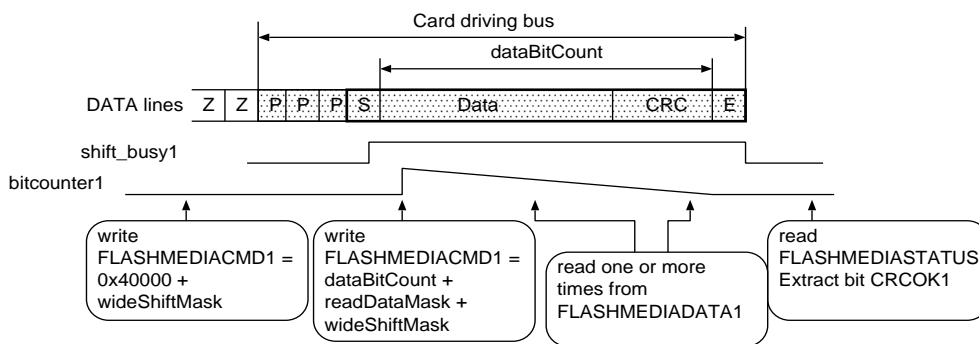 Card driving bus
dataBitCount
DATA lines Z Z P P P S Data CRC E
shift_busy1
bitcounter1
write
FLASHMEDIACMD1 =
0x40000 +
wideShiftMask
write
FLASHMEDIACMD1 =
dataBitCount +
readDataMask +
wideShiftMask
read one or more
times from
FLASHMEDIADATA1
read
FLASHMEDIASTATUS
Extract bit CRCOK1